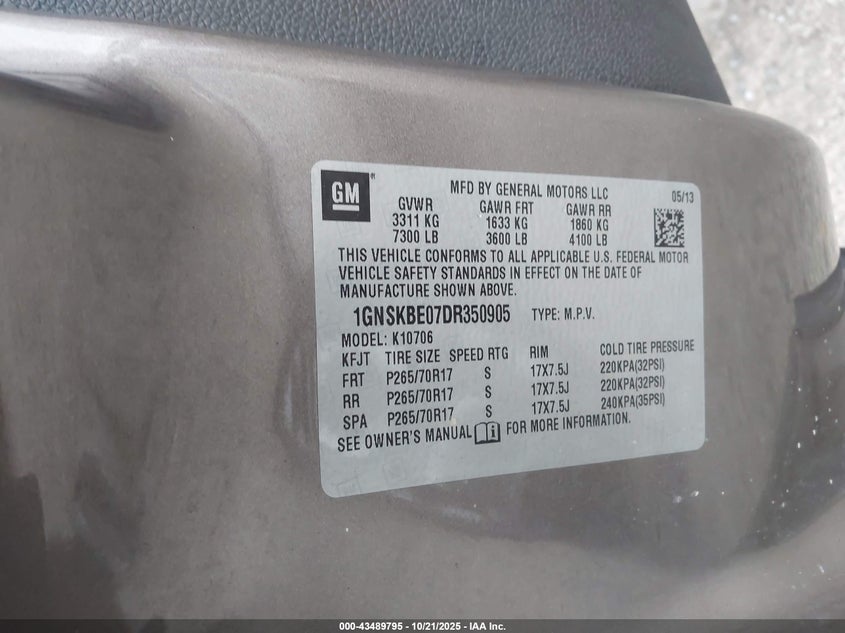 GM
MFD BY GENERAL MOTORS LLC 05/13
GVWR GAWR FRT GAWR RR
3311 KG 1633 KG 1860 KG
7300 LB 3600 LB 4100 LB
THIS VEHICLE CONFORMS TO ALL APPLICABLE U.S. FEDERAL MOTOR
VEHICLE SAFETY STANDARDS IN EFFECT ON THE DATE OF
MANUFACTURE SHOWN ABOVE.
1GNSKBE07DR350905 TYPE: M.P.V.
MODEL: K10706
KFJT TIRE SIZE SPEED RTG RIM COLD TIRE PRESSURE
FRT P265/70R17 S 17X7.5J 220KPA(32PSI)
RR P265/70R17 S 17X7.5J 220KPA(32PSI)
SPA P265/70R17 S 17X7.5J 240KPA(35PSI)
SEE OWNER'S MANUAL FOR MORE INFORMATION.
000-43489795 - 10/21/2025 - IAA Inc.